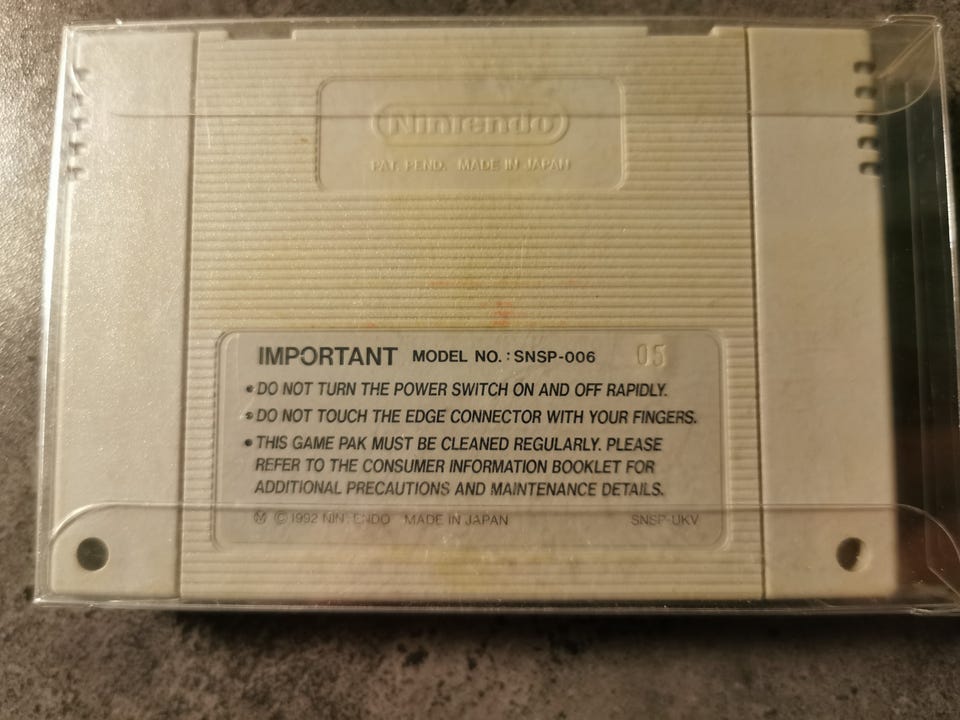 Nintendo
PAT. PEND. MADE IN JAPAN
IMPORTANT MODEL NO.: SNSP-006 05
• DO NOT TURN THE POWER SWITCH ON AND OFF RAPIDLY.
• DO NOT TOUCH THE EDGE CONNECTOR WITH YOUR FINGERS.
• THIS GAME PAK MUST BE CLEANED REGULARLY. PLEASE
REFER TO THE CONSUMER INFORMATION BOOKLET FOR
ADDITIONAL PRECAUTIONS AND MAINTENANCE DETAILS.
Ⓜ © 1992 NINTENDO MADE IN JAPAN SNSP-UKV